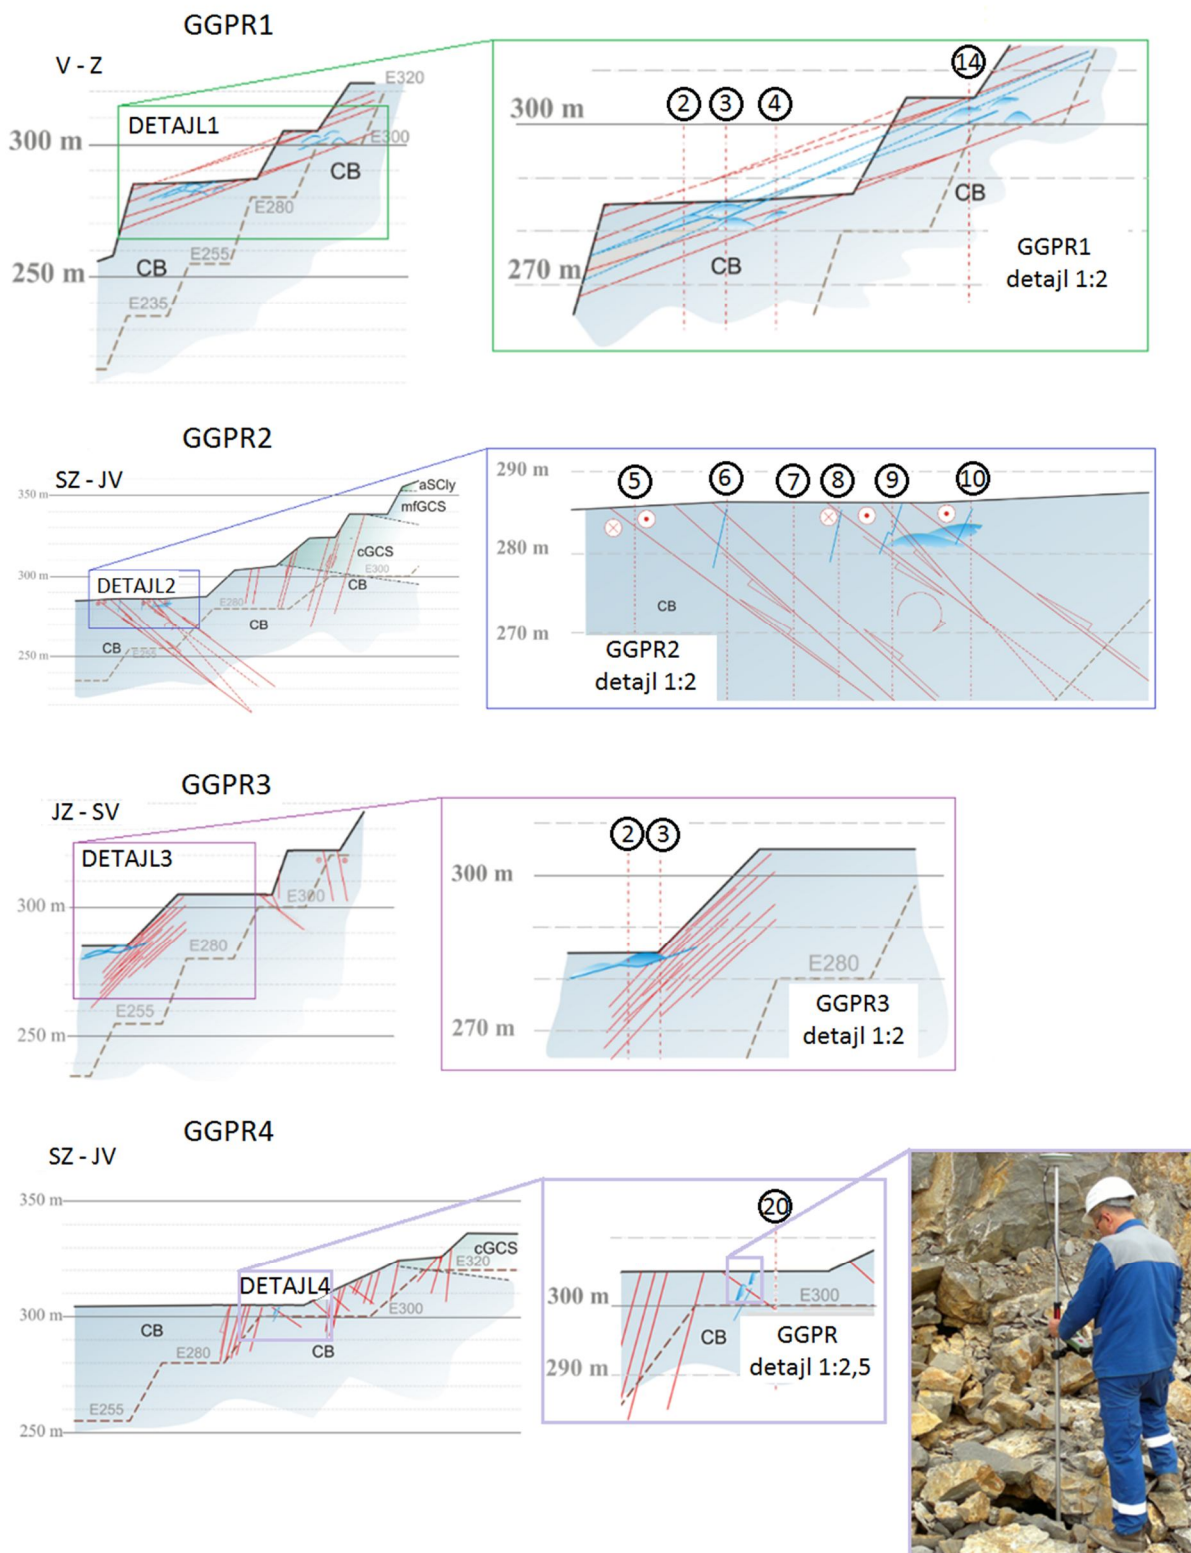 GGPR1
V - Z
E320
DETAJL1
300 m
E300
CB
E280
E255
CB
250 m
E235
14
2 3 4
300 m
CB
270 m
CB
GGPR1
detajl 1:2
GGPR2
SZ - JV
350 m
aSCly
mfGCS
cGCS
300 m
DETAJL2
E300
CB
E280
CB
CB
E255
250 m
290 m
5 6 7 8 9 10
280 m
CB
270 m
GGPR2
detajl 1:2
GGPR3
JZ - SV
DETAJL3
300 m
E300
E280
E255
250 m
2 3
300 m
E280
270 m
GGPR3
detajl 1:2
GGPR4
SZ - JV
350 m
cGCS
E320
DETAJL4
300 m
E300
CB
CB
E280
E255
250 m
20
300 m
E300
CB
GGPR
detajl 1:2,5
290 m